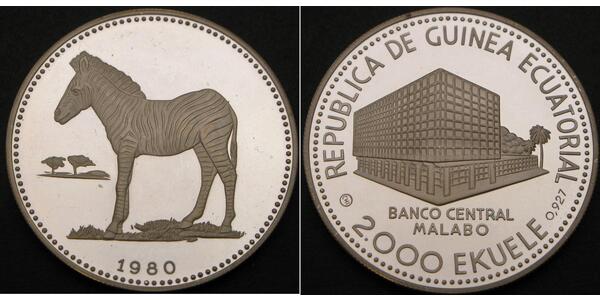 1980
REPUBLICA DE GUINEA ECUATORIAL
BANCO CENTRAL
MALABO
2.000 EKUELE 0,927